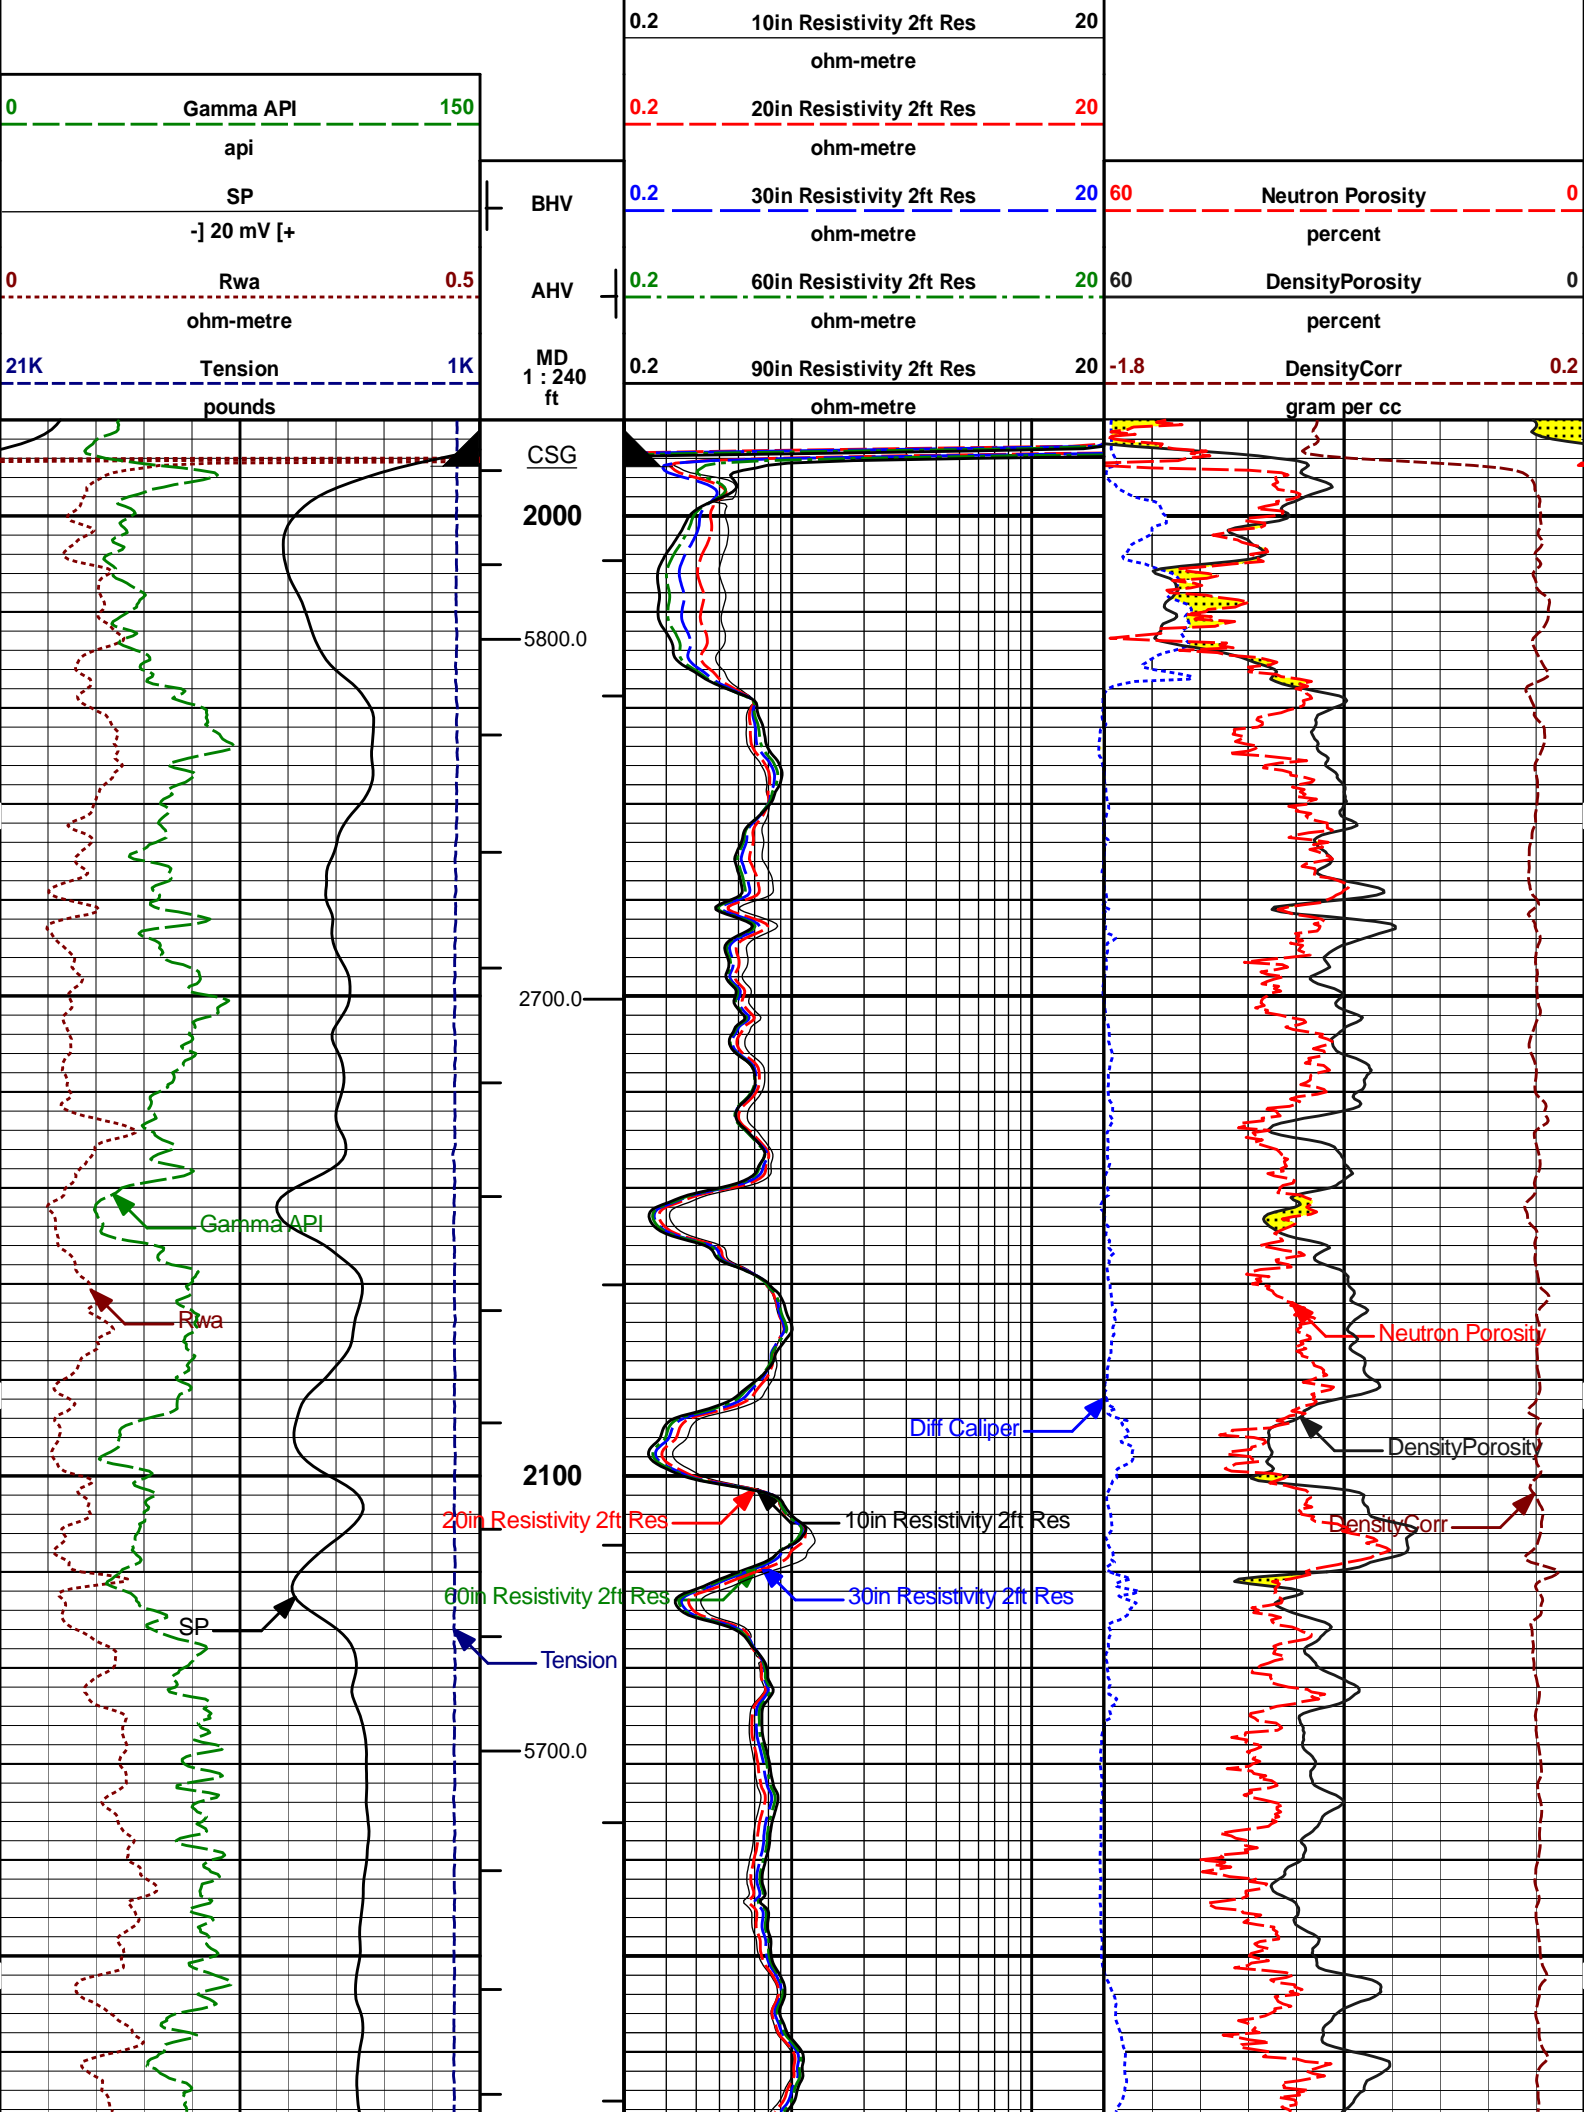 0.2 10in Resistivity 2ft Res 20
ohm-metre
0 Gamma API 150
0.2 20in Resistivity 2ft Res 20
api
ohm-metre
SP
BHV
0.2 30in Resistivity 2ft Res 20
60 Neutron Porosity 0
-] 20 mV [+
ohm-metre
percent
0 Rwa 0.5
AHV
0.2 60in Resistivity 2ft Res 20
60 DensityPorosity 0
ohm-metre
ohm-metre
percent
21K Tension 1K
MD
1 : 240
ft
0.2 90in Resistivity 2ft Res 20
-1.8 DensityCorr 0.2
pounds
ohm-metre
gram per cc
CSG
2000
5800.0
2700.0
Gamma API
Rwa
Neutron Porosity
Diff Caliper
DensityPorosity
2100
20in Resistivity 2ft Res
10in Resistivity 2ft Res
DensityCorr
60in Resistivity 2ft Res
30in Resistivity 2ft Res
SP
Tension
5700.0